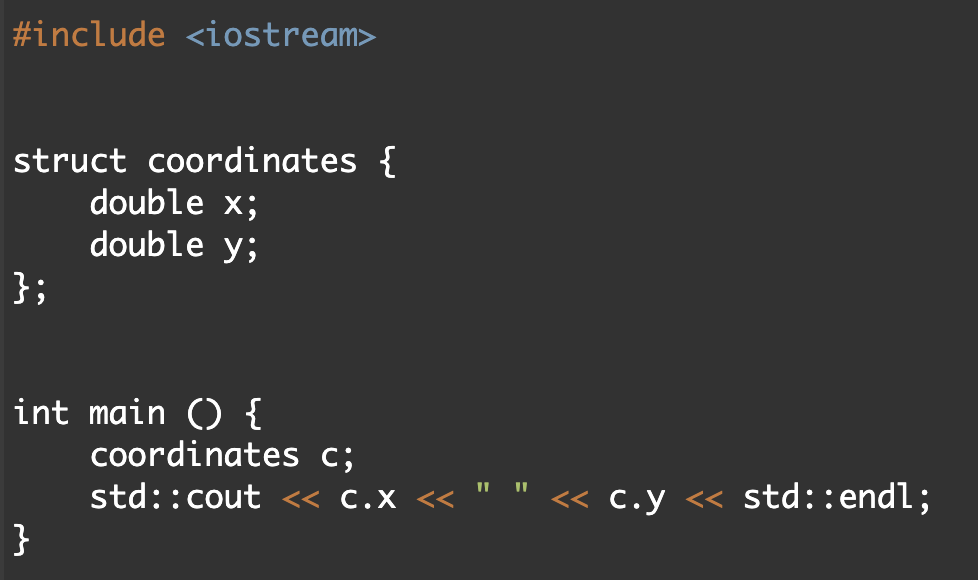 #include <iostream>
struct coordinates {
    double x;
    double y;
};
int main () {
    coordinates c;
    std::cout << c.x << " " << c.y << std::endl;
}